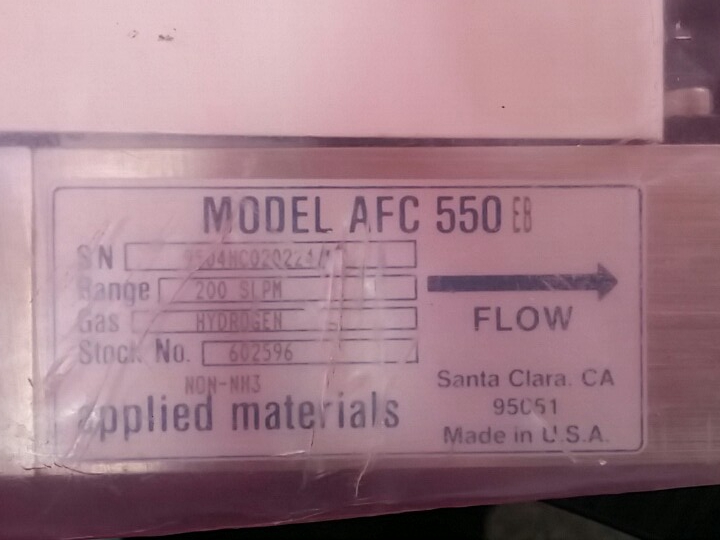 MODEL AFC 550 EB
SN
Range 200 SLPM
Gas HYDROGEN
FLOW
Stock No. 602596
NON-NH3
applied materials
Santa Clara. CA
95051
Made in U.S.A.